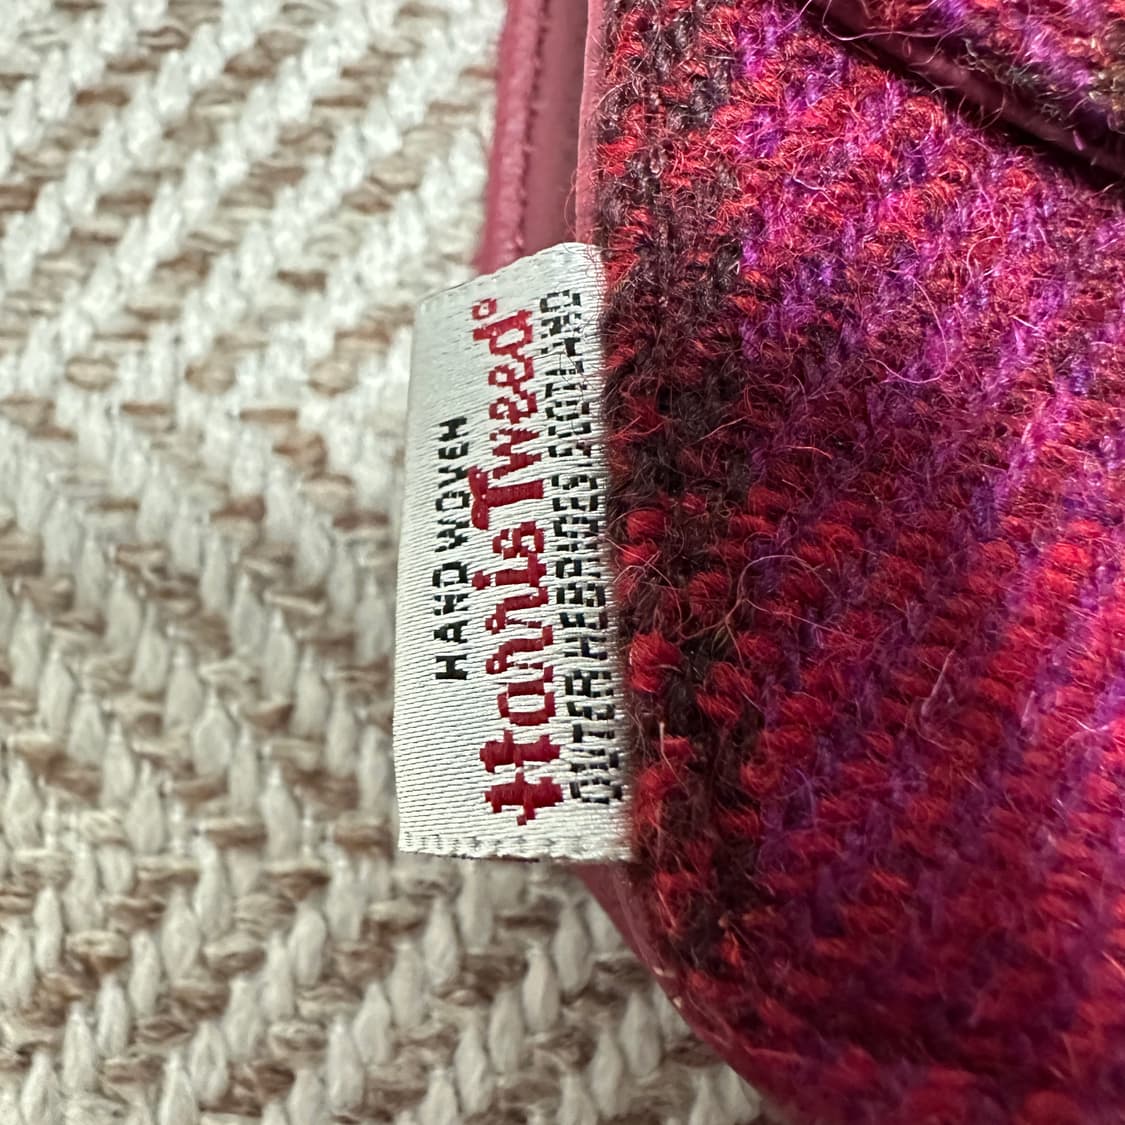 HAND WOVEN
Harris Tweed®
OUTER HEBRIDES.SCOTLAND